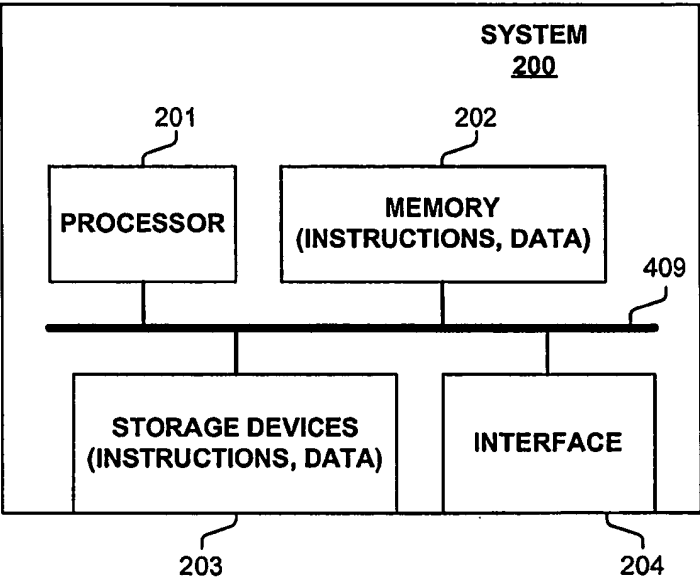 SYSTEM
200
201
202
PROCESSOR
MEMORY
(INSTRUCTIONS, DATA)
409
STORAGE DEVICES
(INSTRUCTIONS, DATA)
INTERFACE
203
204